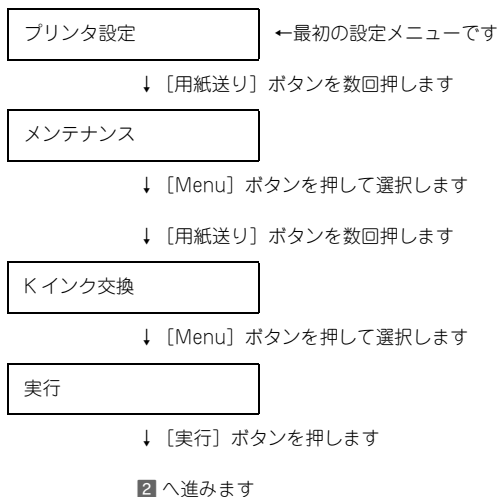 プリンタ設定 ←最初の設定メニューです
↓［用紙送り］ボタンを数回押します
メンテナンス
↓［Menu］ボタンを押して選択します
↓［用紙送り］ボタンを数回押します
Kインク交換
↓［Menu］ボタンを押して選択します
実行
↓［実行］ボタンを押します
2 へ進みます